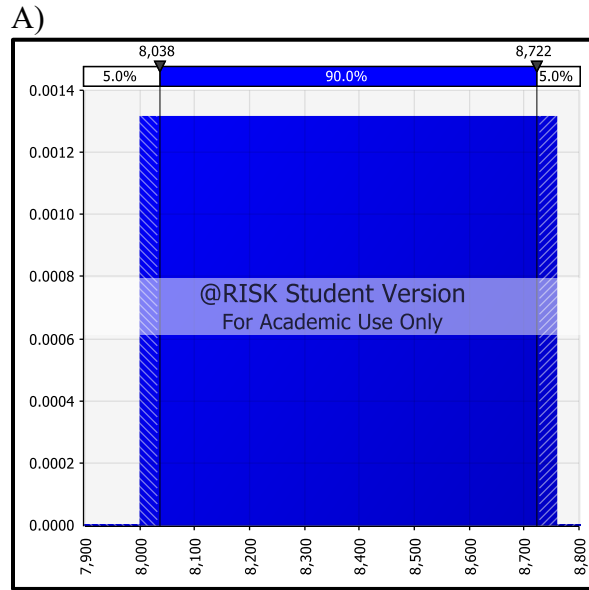 A)
8,038 8,722
5.0% 90.0% 5.0%
0.0014
0.0012
0.0010
0.0008
0.0006
0.0004
0.0002
0.0000
@RISK Student Version
For Academic Use Only
7,900 8,000 8,100 8,200 8,300 8,400 8,500 8,600 8,700 8,800